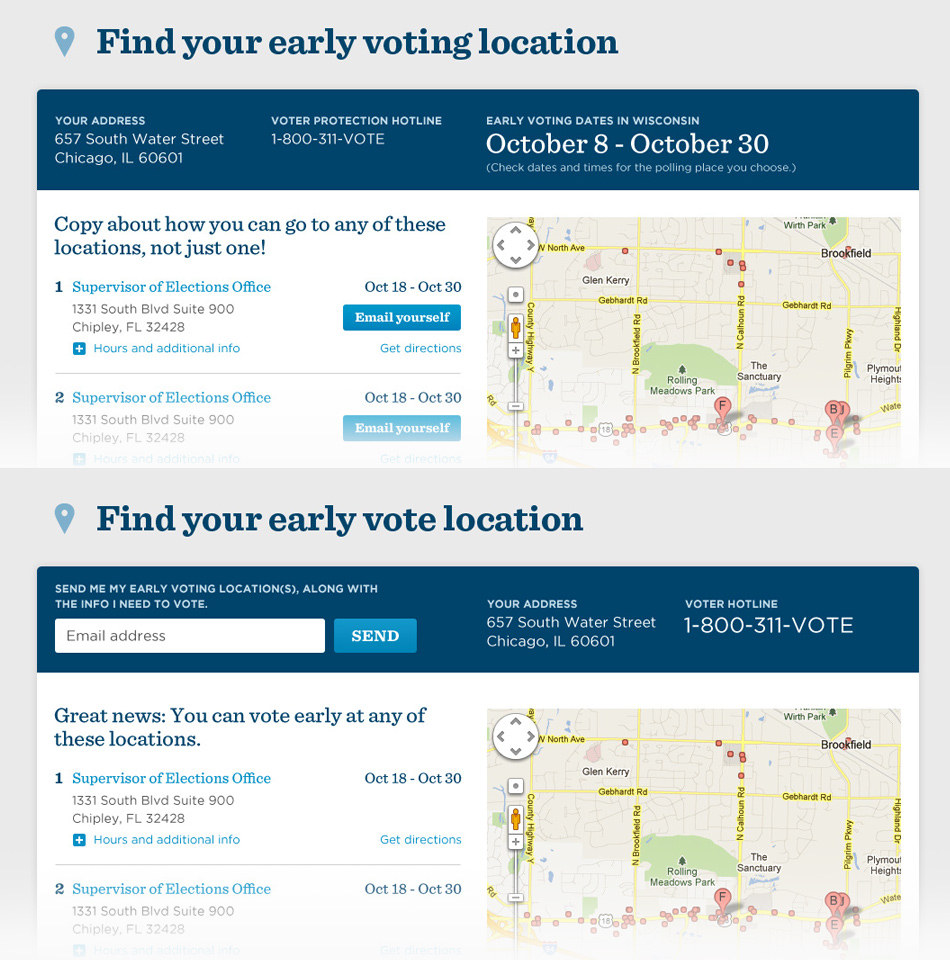 Find your early voting location
YOUR ADDRESS
657 South Water Street
Chicago, IL 60601
VOTER PROTECTION HOTLINE
1-800-311-VOTE
EARLY VOTING DATES IN WISCONSIN
October 8 - October 30
(Check dates and times for the polling place you choose.)
Copy about how you can go to any of these
locations, not just one!
1 Supervisor of Elections Office Oct 18 - Oct 30
1331 South Blvd Suite 900
Chipley, FL 32428
Email yourself
Hours and additional info Get directions
2 Supervisor of Elections Office Oct 18 - Oct 30
1331 South Blvd Suite 900
Chipley, FL 32428
Email yourself
Hours and additional info Get directions
Wirth Park
W North Ave
Brookfield
Glen Kerry
Gebhardt Rd
Gebhardt Rd
County Highway Y
N Brookfield Rd
N Calhoun Rd
Pilgrim Pkwy
Highland Dr
The
Sanctuary
Plymou
Heights
Rolling
Meadows Park
Rd
Wate
F
B
J
E
18
Find your early vote location
SEND ME MY EARLY VOTING LOCATION(S), ALONG WITH
THE INFO I NEED TO VOTE.
Email address
SEND
YOUR ADDRESS
657 South Water Street
Chicago, IL 60601
VOTER HOTLINE
1-800-311-VOTE
Great news: You can vote early at any of
these locations.
1 Supervisor of Elections Office Oct 18 - Oct 30
1331 South Blvd Suite 900
Chipley, FL 32428
Hours and additional info Get directions
2 Supervisor of Elections Office Oct 18 - Oct 30
1331 South Blvd Suite 900
Chipley, FL 32428
Hours and additional info Get directions
Wirth Park
W North Ave
Brookfield
Glen Kerry
Gebhardt Rd
Gebhardt Rd
County Highway Y
N Brookfield Rd
N Calhoun Rd
Pilgrim Pkwy
Highland Dr
The
Sanctuary
Plymou
Heights
Rolling
Meadows Park
Rd
Wate
F
B
J
E
18